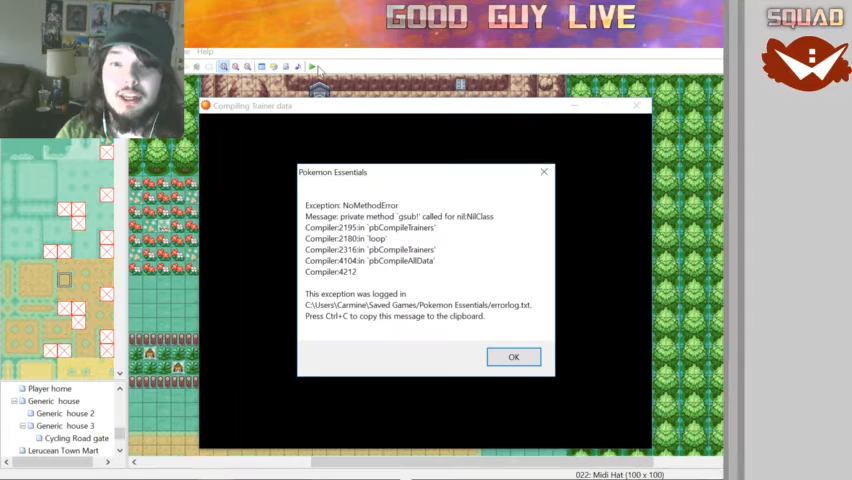 GOOD GUY LIVE
SQUAD
Help
Compiling Trainer data
Pokemon Essentials
Exception: NoMethodError
Message: private method `gsub!' called for nil:NilClass
Compiler:2195:in `pbCompileTrainers'
Compiler:2180:in `loop'
Compiler:2316:in `pbCompileTrainers'
Compiler:4104:in `pbCompileAllData'
Compiler:4212
This exception was logged in
C:\Users\Carmine\Saved Games/Pokemon Essentials/errorlog.txt.
Press Ctrl+C to copy this message to the clipboard.
OK
Player home
Generic house
Generic house 2
Generic house 3
Cycling Road gate
Lerucean Town Mart
022: Midi Hat (100 x 100)